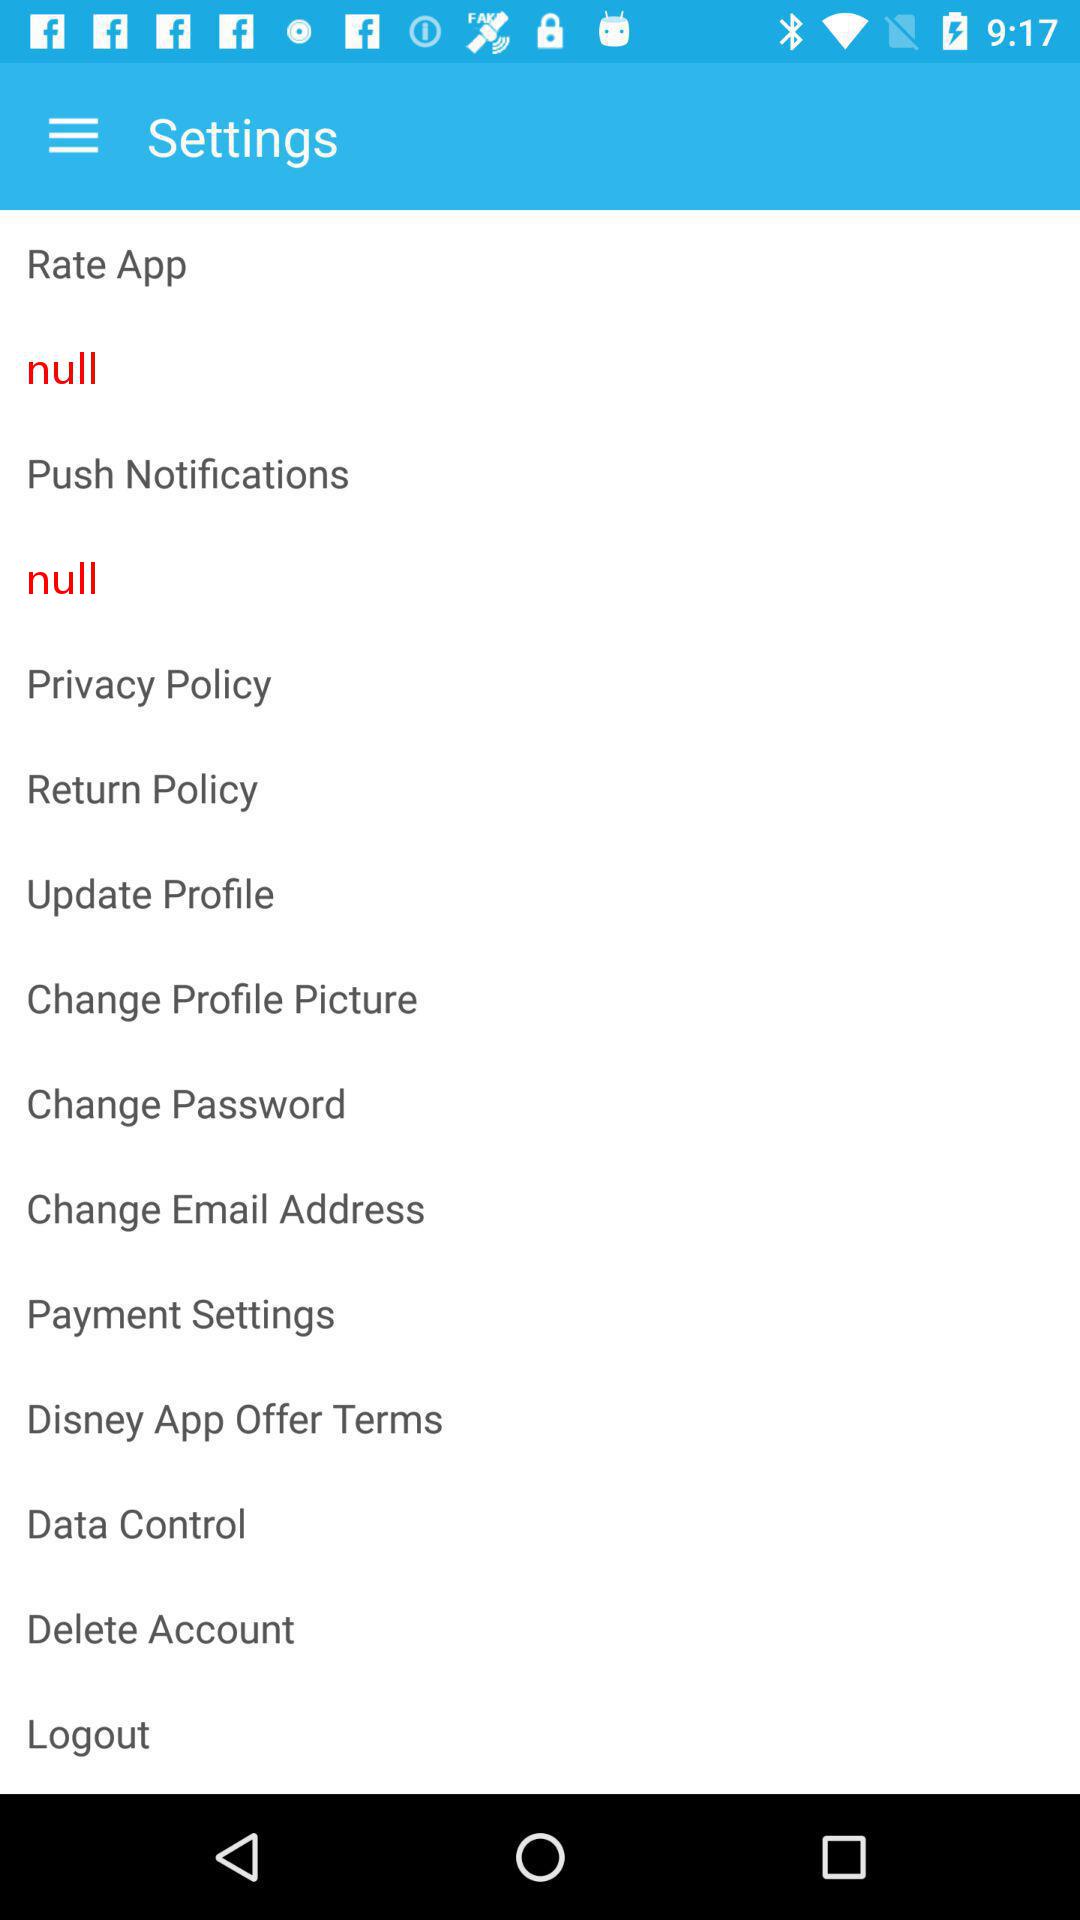 FAKE
9:17
Settings
Rate App
null
Push Notifications
null
Privacy Policy
Return Policy
Update Profile
Change Profile Picture
Change Password
Change Email Address
Payment Settings
Disney App Offer Terms
Data Control
Delete Account
Logout